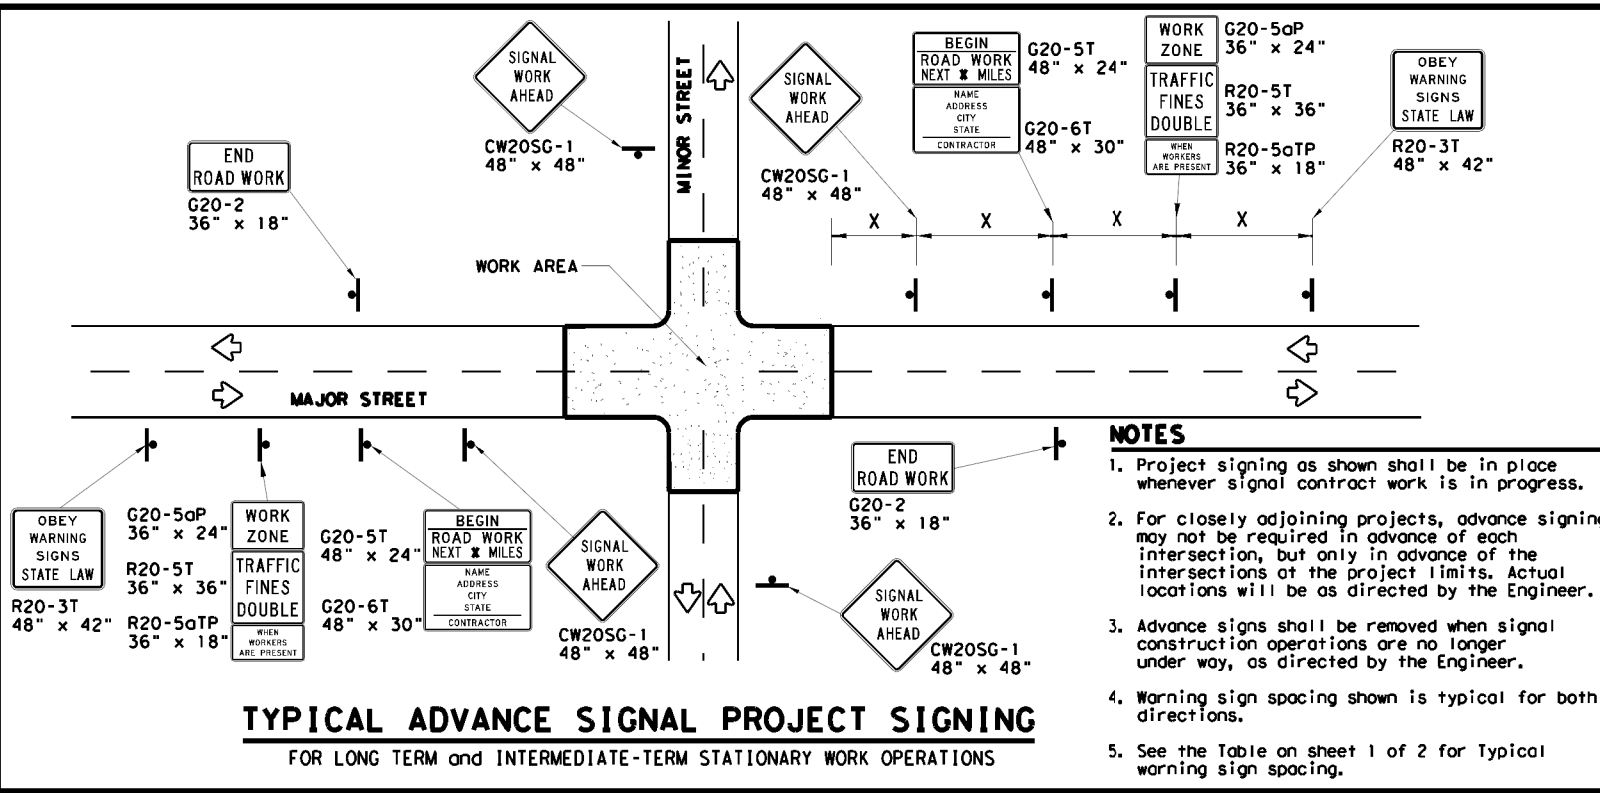 SIGNAL
WORK
AHEAD
CW20SG-1
48" x 48"
MINOR STREET
SIGNAL
WORK
AHEAD
CW20SG-1
48" x 48"
BEGIN
ROAD WORK
NEXT X MILES
NAME
ADDRESS
CITY
STATE
CONTRACTOR
G20-5T
48" x 24"
G20-6T
48" x 30"
WORK
ZONE
TRAFFIC
FINES
DOUBLE
WHEN
WORKERS
ARE PRESENT
G20-5aP
36" x 24"
R20-5T
36" x 36"
R20-5aTP
36" x 18"
OBEY
WARNING
SIGNS
STATE LAW
R20-3T
48" x 42"
END
ROAD WORK
G20-2
36" x 18"
X X X X
WORK AREA
MAJOR STREET
OBEY
WARNING
SIGNS
STATE LAW
R20-3T
48" x 42"
G20-5aP
36" x 24"
R20-5T
36" x 36"
R20-5aTP
36" x 18"
WORK
ZONE
TRAFFIC
FINES
DOUBLE
WHEN
WORKERS
ARE PRESENT
G20-5T
48" x 24"
G20-6T
48" x 30"
BEGIN
ROAD WORK
NEXT X MILES
NAME
ADDRESS
CITY
STATE
CONTRACTOR
SIGNAL
WORK
AHEAD
CW20SG-1
48" x 48"
END
ROAD WORK
G20-2
36" x 18"
SIGNAL
WORK
AHEAD
CW20SG-1
48" x 48"
TYPICAL ADVANCE SIGNAL PROJECT SIGNING
FOR LONG TERM and INTERMEDIATE-TERM STATIONARY WORK OPERATIONS
NOTES
1. Project signing as shown shall be in place
whenever signal contract work is in progress.
2. For closely adjoining projects, advance signing
may not be required in advance of each
intersection, but only in advance of the
intersections at the project limits. Actual
locations will be as directed by the Engineer.
3. Advance signs shall be removed when signal
construction operations are no longer
under way, as directed by the Engineer.
4. Warning sign spacing shown is typical for both
directions.
5. See the Table on sheet 1 of 2 for Typical
warning sign spacing.